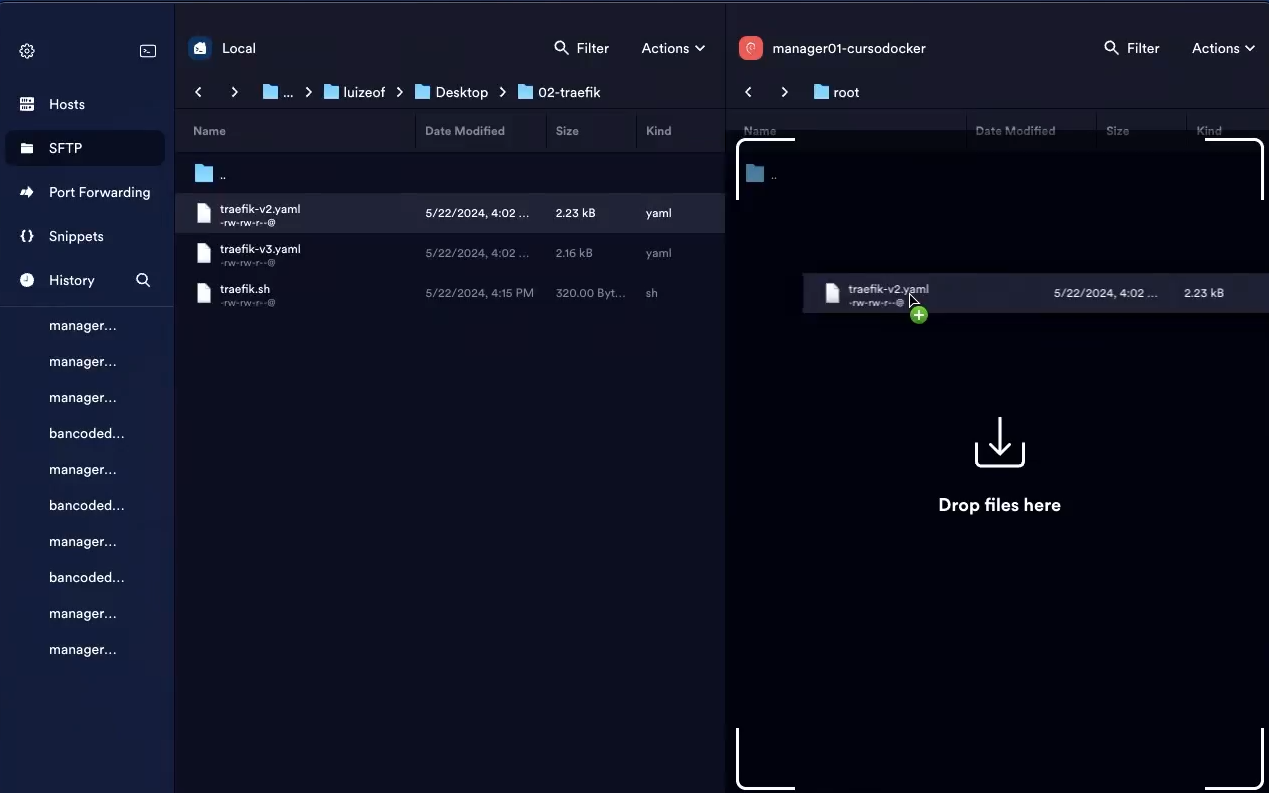 Local
Filter
Actions
manager01-cursodocker
Filter
Actions
... luizeof Desktop 02-traefik
root
Hosts
SFTP
Port Forwarding
Snippets
History
manager...
manager...
manager...
bancoded...
manager...
bancoded...
manager...
bancoded...
manager...
manager...
Name Date Modified Size Kind
..
traefik-v2.yaml 5/22/2024, 4:02 ... 2.23 kB yaml
-rw-rw-r--@
traefik-v3.yaml 5/22/2024, 4:02 ... 2.16 kB yaml
-rw-rw-r--@
traefik.sh 5/22/2024, 4:15 PM 320.00 Byt... sh
-rw-rw-r--@
Name Date Modified Size Kind
..
traefik-v2.yaml 5/22/2024, 4:02 ... 2.23 kB
-rw-rw-r--@
Drop files here